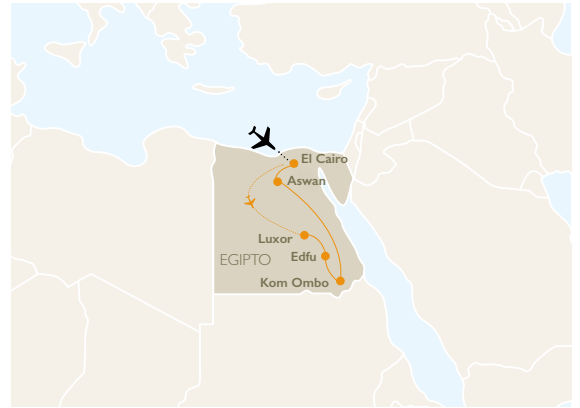 El Cairo
Aswan
Luxor
Edfu
EGIPTO
Kom Ombo